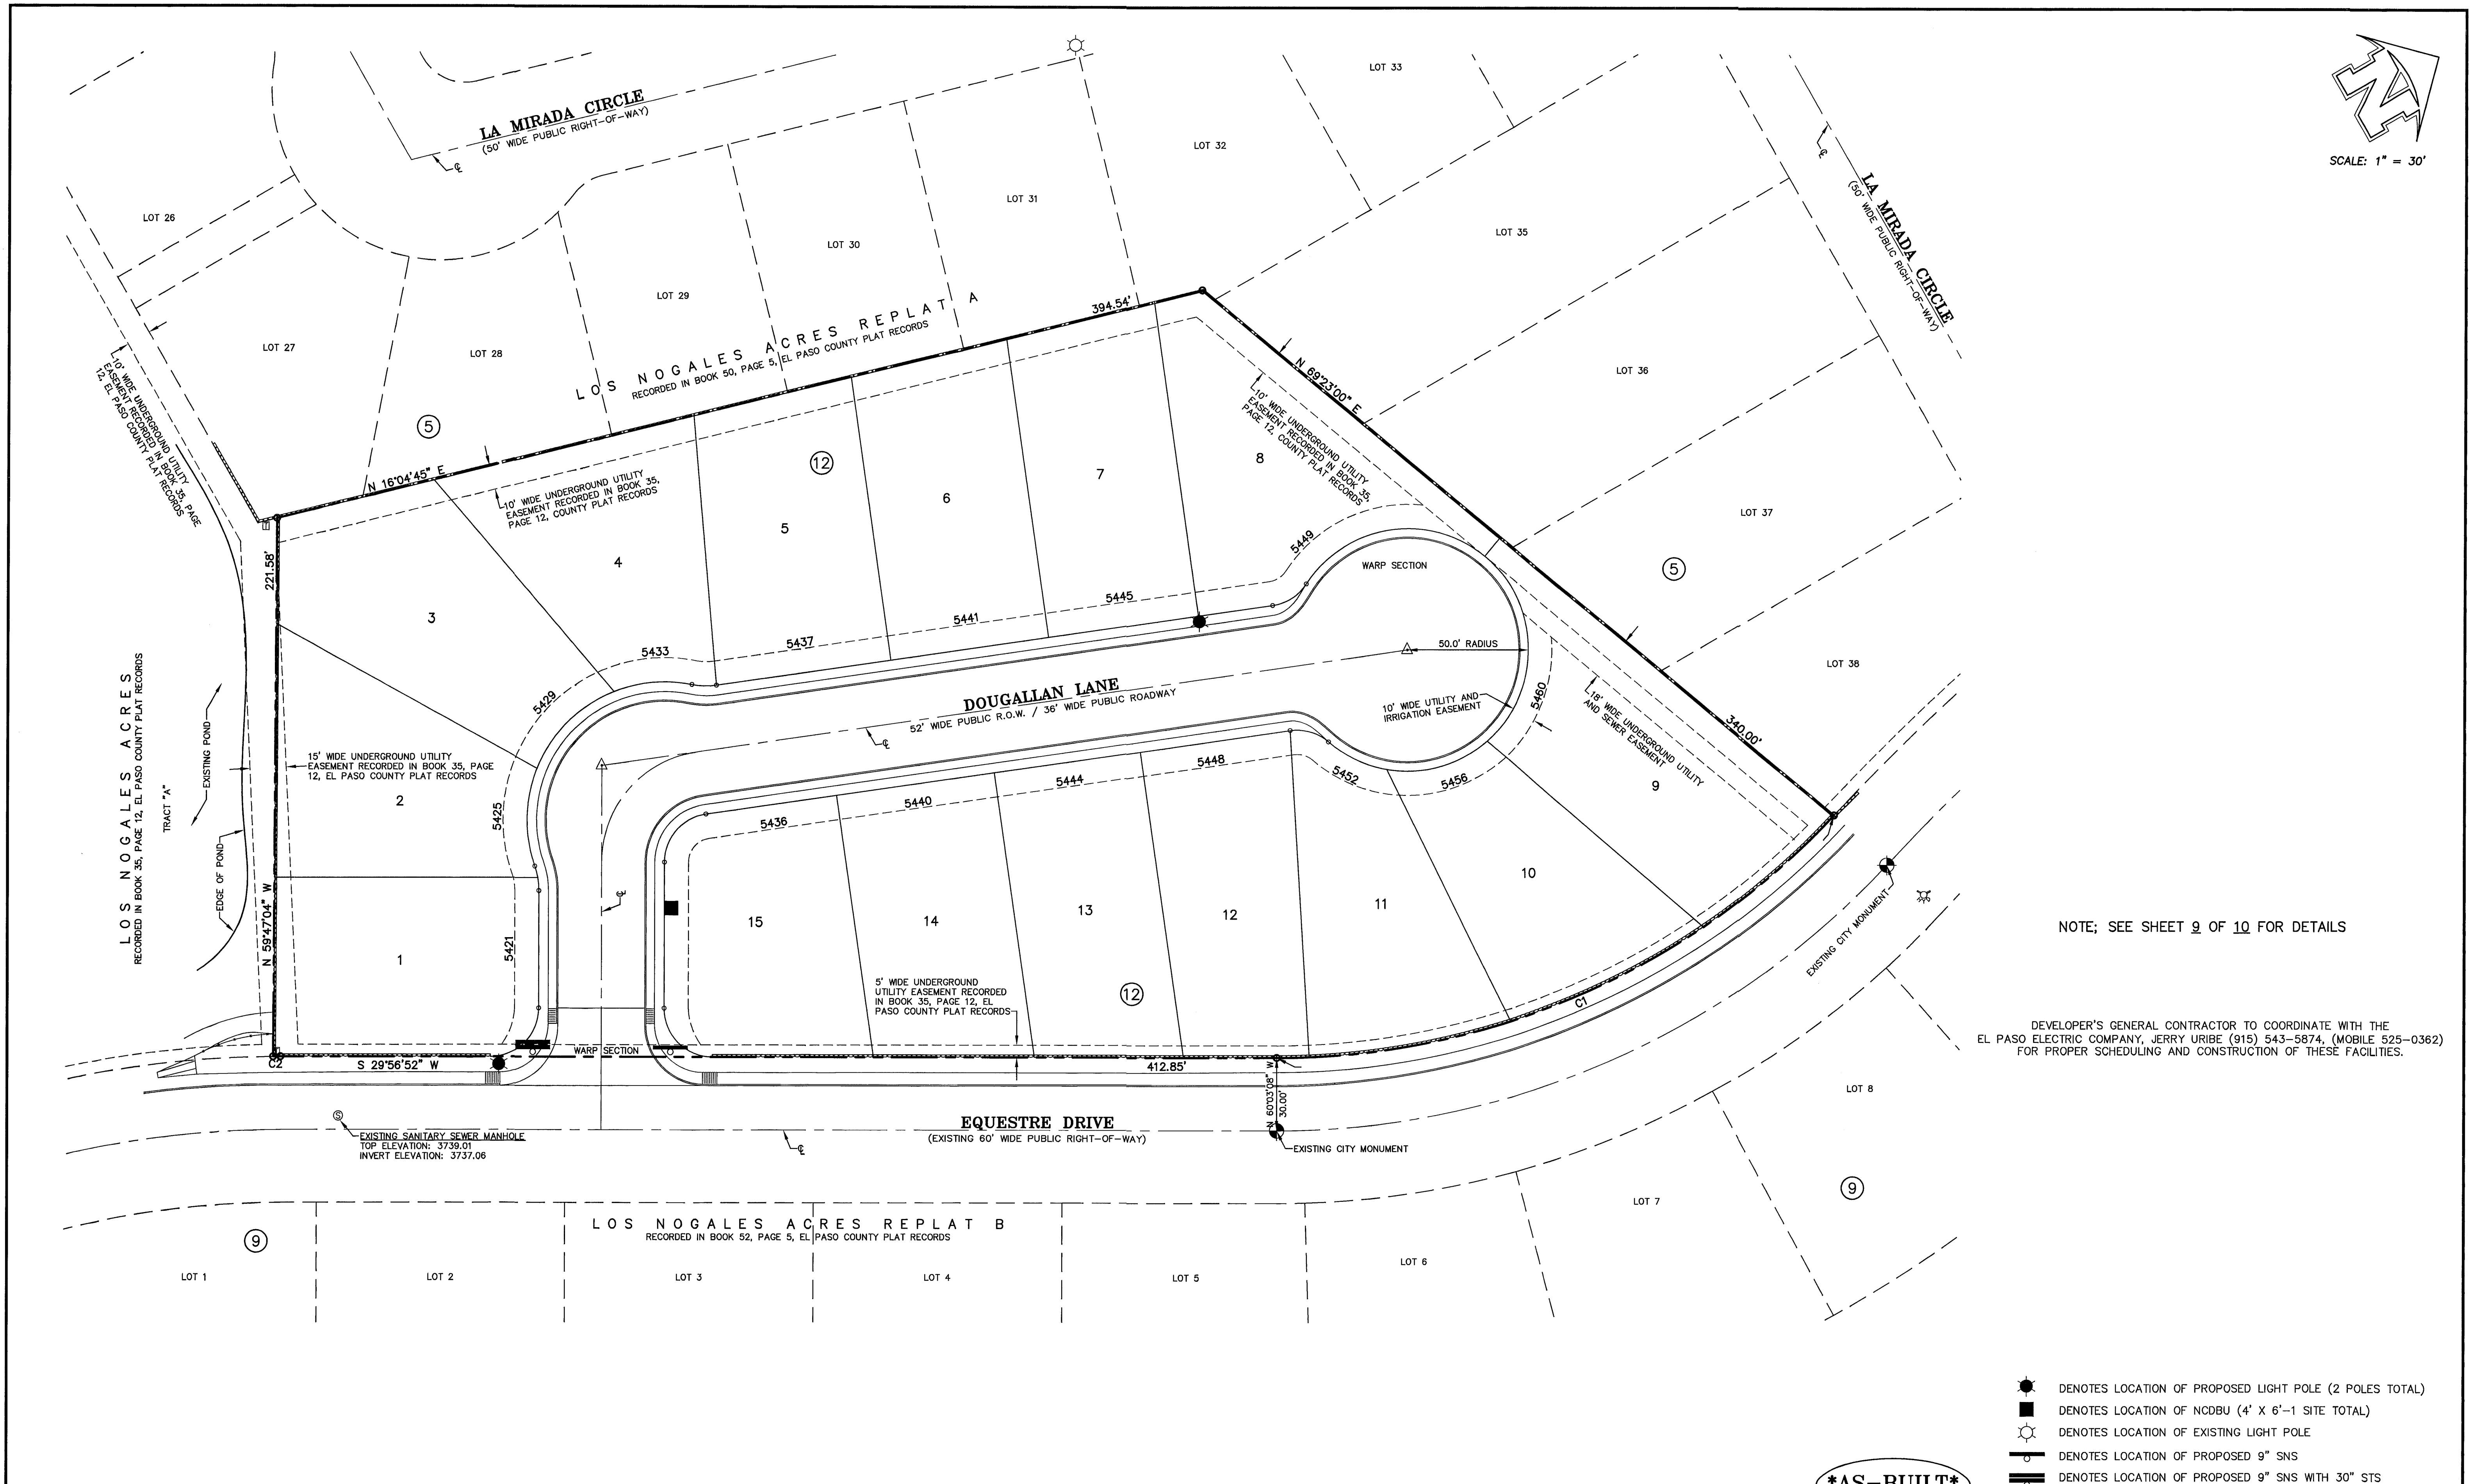 LOT 33
LA MIRADA CIRCLE
(50' WIDE PUBLIC RIGHT-OF-WAY)
℄
LOT 32
SCALE: 1" = 30'
℄
LA MIRADA CIRCLE
(50' WIDE PUBLIC RIGHT-OF-WAY)
LOT 26
LOT 31
LOT 30
LOT 35
LOT 29
LOT 27
LOT 28
394.54'
LOS NOGALES ACRES REPLAT A
RECORDED IN BOOK 50, PAGE 5, EL PASO COUNTY PLAT RECORDS
N 69°23'00" E
LOT 36
10' WIDE UNDERGROUND UTILITY
EASEMENT RECORDED IN BOOK 35, PAGE
12, EL PASO COUNTY PLAT RECORDS
5
12
N 16°04'45" E
10' WIDE UNDERGROUND UTILITY
EASEMENT RECORDED IN BOOK 35,
PAGE 12, COUNTY PLAT RECORDS
10' WIDE UNDERGROUND UTILITY
EASEMENT RECORDED IN BOOK 35,
PAGE 12, COUNTY PLAT RECORDS
8
7
6
5
4
3
LOT 37
5
221.58'
5449
WARP SECTION
5445
5441
5437
5433
5429
50.0' RADIUS
LOT 38
DOUGALLAN LANE
52' WIDE PUBLIC R.O.W. / 36' WIDE PUBLIC ROADWAY
℄
10' WIDE UTILITY AND
IRRIGATION EASEMENT
5460
18' WIDE UNDERGROUND UTILITY
AND SEWER EASEMENT
340.00'
LOS NOGALES ACRES
RECORDED IN BOOK 35, PAGE 12, EL PASO COUNTY PLAT RECORDS
TRACT "A"
EXISTING POND
EDGE OF POND
15' WIDE UNDERGROUND UTILITY
EASEMENT RECORDED IN BOOK 35, PAGE
12, EL PASO COUNTY PLAT RECORDS
2
5425
5436
5440
5444
5448
5452
5456
9
10
11
12
13
14
15
℄
N 59°47'04" W
1
5421
5' WIDE UNDERGROUND
UTILITY EASEMENT RECORDED
IN BOOK 35, PAGE 12, EL
PASO COUNTY PLAT RECORDS
12
C1
EXISTING CITY MONUMENT
NOTE; SEE SHEET 9 OF 10 FOR DETAILS
DEVELOPER'S GENERAL CONTRACTOR TO COORDINATE WITH THE
EL PASO ELECTRIC COMPANY, JERRY URIBE (915) 543-5874, (MOBILE 525-0362)
FOR PROPER SCHEDULING AND CONSTRUCTION OF THESE FACILITIES.
C2
S 29°56'52" W
WARP SECTION
412.85'
N 60°03'08" W
30.00'
LOT 8
S
EXISTING SANITARY SEWER MANHOLE
TOP ELEVATION: 3739.01
INVERT ELEVATION: 3737.06
EQUESTRE DRIVE
(EXISTING 60' WIDE PUBLIC RIGHT-OF-WAY)
℄
EXISTING CITY MONUMENT
LOT 7
9
LOS NOGALES ACRES REPLAT B
RECORDED IN BOOK 52, PAGE 5, EL PASO COUNTY PLAT RECORDS
9
LOT 1
LOT 2
LOT 3
LOT 4
LOT 5
LOT 6
DENOTES LOCATION OF PROPOSED LIGHT POLE (2 POLES TOTAL)
DENOTES LOCATION OF NCDBU (4' X 6'-1 SITE TOTAL)
DENOTES LOCATION OF EXISTING LIGHT POLE
DENOTES LOCATION OF PROPOSED 9" SNS
DENOTES LOCATION OF PROPOSED 9" SNS WITH 30" STS
*AS-BUILT*